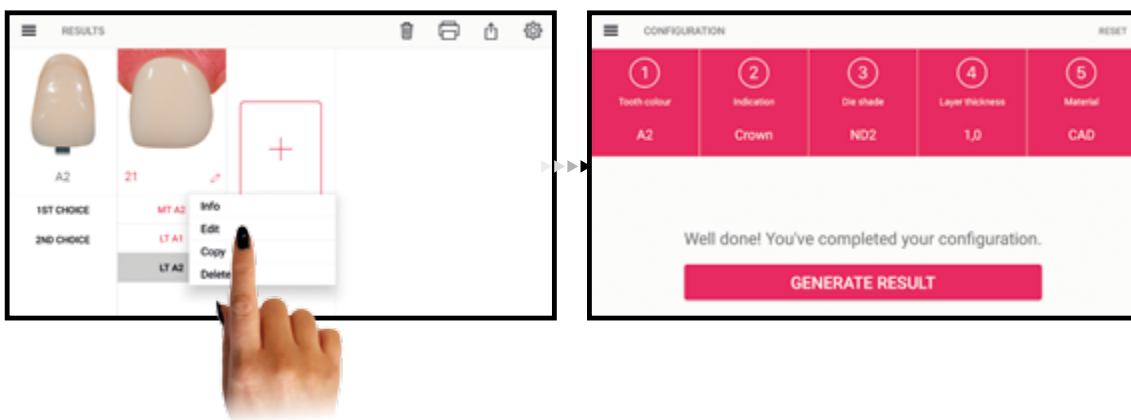 RESULTS
A2
21
1ST CHOICE
MT A2
2ND CHOICE
LT A1
LT A2
Info
Edit
Copy
Delete
CONFIGURATION
RESET
1
2
3
4
5
Tooth colour
Indication
Die shade
Layer thickness
Material
A2
Crown
ND2
1,0
CAD
Well done! You've completed your configuration.
GENERATE RESULT